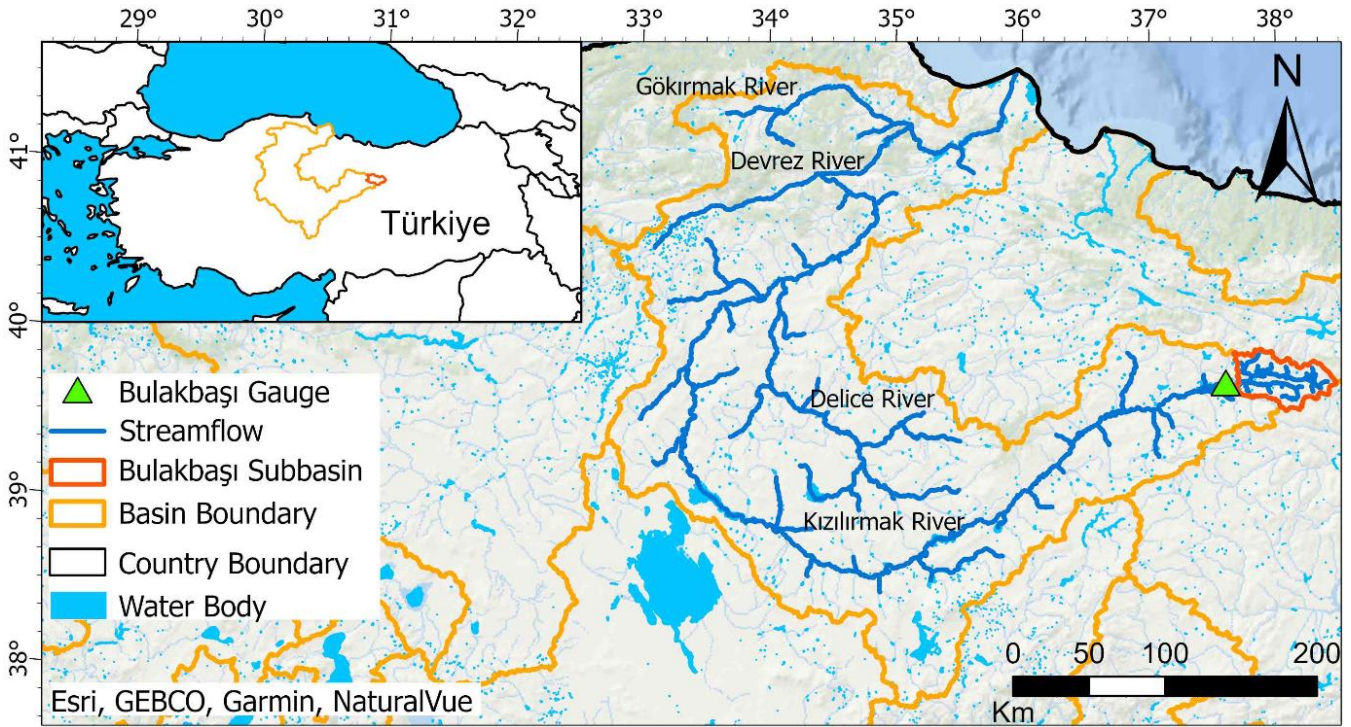 29° 30° 31° 32° 33° 34° 35° 36° 37° 38°
41°
40°
39°
38°
Türkiye
Gökırmak River
Devrez River
Delice River
Kızılırmak River
N
Bulakbaşı Gauge
Streamflow
Bulakbaşı Subbasin
Basin Boundary
Country Boundary
Water Body
Esri, GEBCO, Garmin, NaturalVue
0 50 100 200
Km